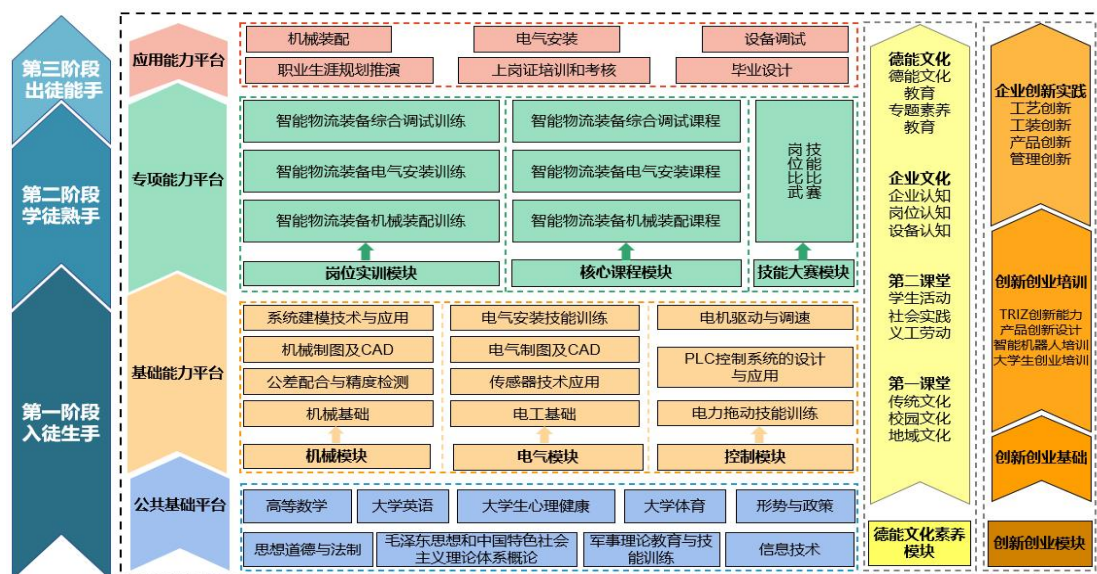 第三阶段
出徒能手
第二阶段
学徒熟手
第一阶段
入徒生手
应用能力平台
专项能力平台
基础能力平台
公共基础平台
机械装配
电气安装
设备调试
职业生涯规划推演
上岗证培训和考核
毕业设计
智能物流装备综合调试训练
智能物流装备电气安装训练
智能物流装备机械装配训练
岗位实训模块
智能物流装备综合调试课程
智能物流装备电气安装课程
智能物流装备机械装配课程
核心课程模块
技能比赛
岗位比武
技能大赛模块
系统建模技术与应用
机械制图及CAD
公差配合与精度检测
机械基础
机械模块
电气安装技能训练
电气制图及CAD
传感器技术应用
电工基础
电气模块
电机驱动与调速
PLC控制系统的设计
与应用
电力拖动技能训练
控制模块
高等数学
大学英语
大学生心理健康
大学体育
形势与政策
思想道德与法制
毛泽东思想和中国特色社会
主义理论体系概论
军事理论教育与技
能训练
信息技术
德能文化
德能文化
教育
专题素养
教育
企业文化
企业认知
岗位认知
设备认知
第二课堂
学生活动
社会实践
义工劳动
第一课堂
传统文化
校园文化
地域文化
德能文化素养
模块
企业创新实践
工艺创新
工装创新
产品创新
管理创新
创新创业培训
TRIZ创新能力
产品创新设计
智能机器人培训
大学生创业培训
创新创业基础
创新创业模块